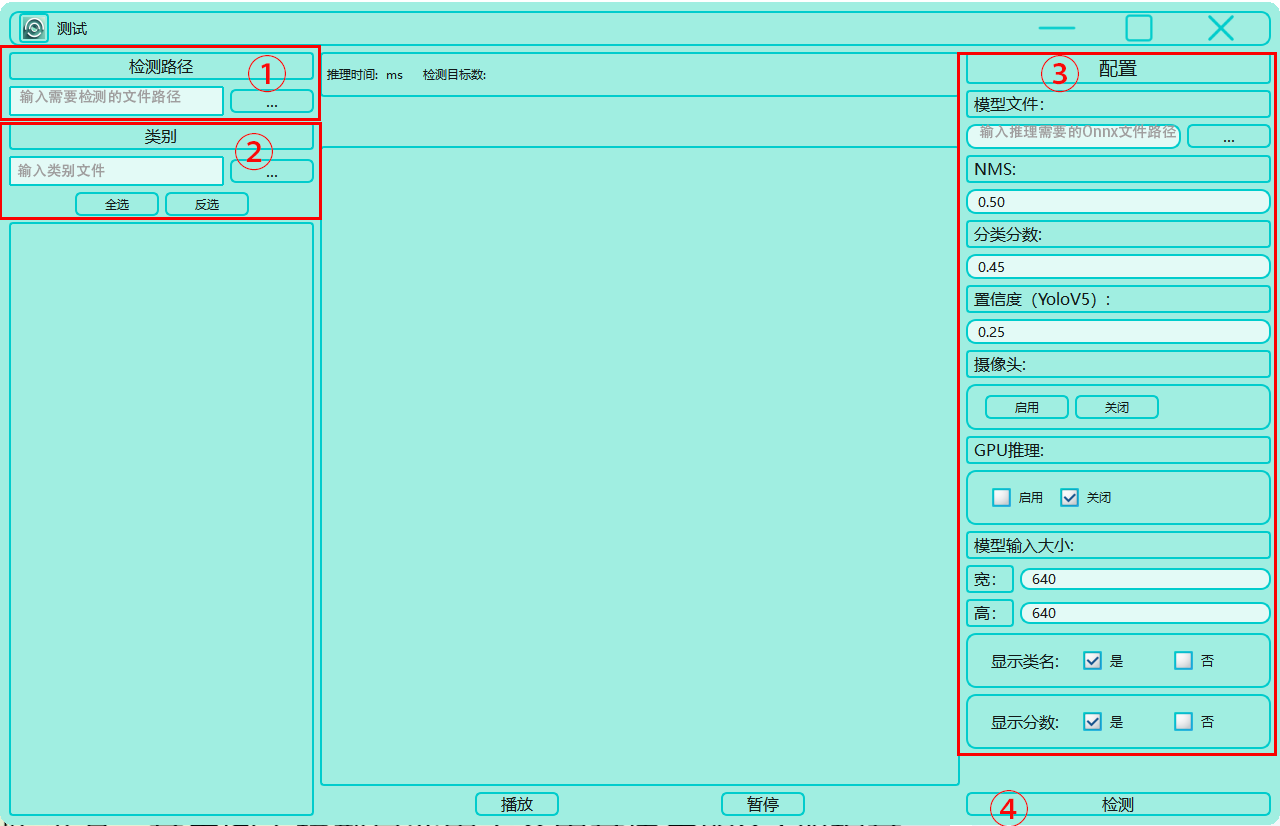 测试
检测路径
①
输入需要检测的文件路径
...
类别
②
输入类别文件
...
全选
反选
推理时间: ms 检测目标数:
播放
暂停
③
配置
模型文件:
输入推理需要的Onnx文件路径
...
NMS:
0.50
分类分数:
0.45
置信度（YoloV5）:
0.25
摄像头:
启用
关闭
GPU推理:
启用
关闭
模型输入大小:
宽:
640
高:
640
显示类名: 是 否
显示分数: 是 否
④
检测